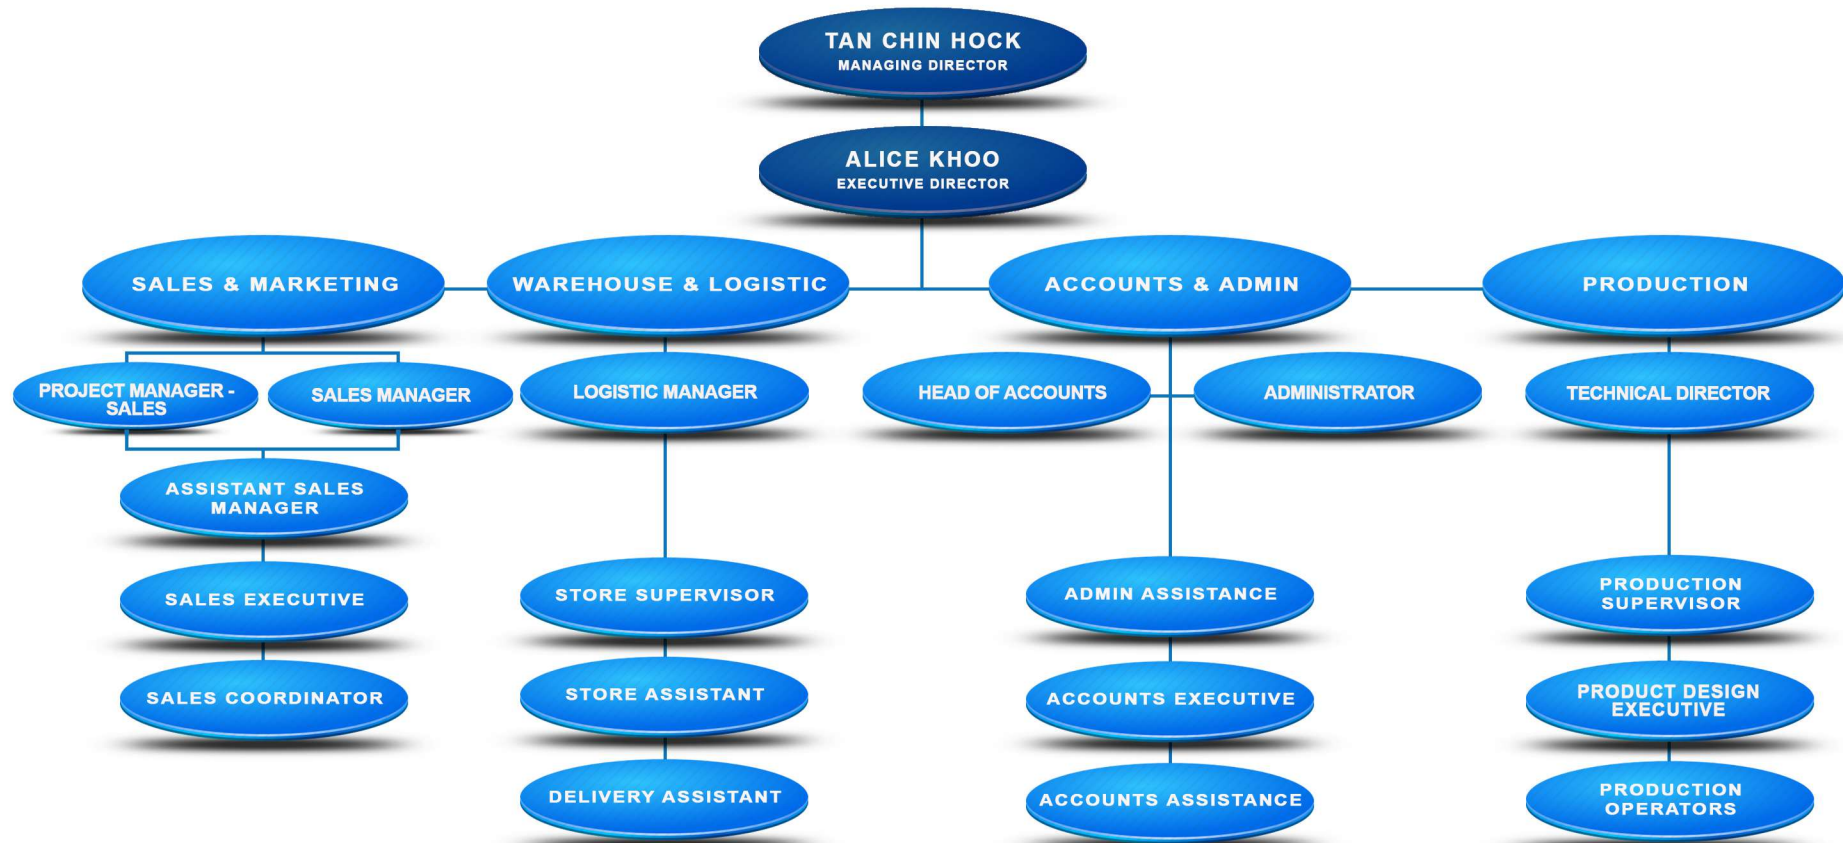 TAN CHIN HOCK
MANAGING DIRECTOR
ALICE KHOO
EXECUTIVE DIRECTOR
SALES & MARKETING
WAREHOUSE & LOGISTIC
ACCOUNTS & ADMIN
PRODUCTION
PROJECT MANAGER -
SALES
SALES MANAGER
LOGISTIC MANAGER
HEAD OF ACCOUNTS
ADMINISTRATOR
TECHNICAL DIRECTOR
ASSISTANT SALES
MANAGER
SALES EXECUTIVE
STORE SUPERVISOR
ADMIN ASSISTANCE
PRODUCTION
SUPERVISOR
SALES COORDINATOR
STORE ASSISTANT
ACCOUNTS EXECUTIVE
PRODUCT DESIGN
EXECUTIVE
DELIVERY ASSISTANT
ACCOUNTS ASSISTANCE
PRODUCTION
OPERATORS